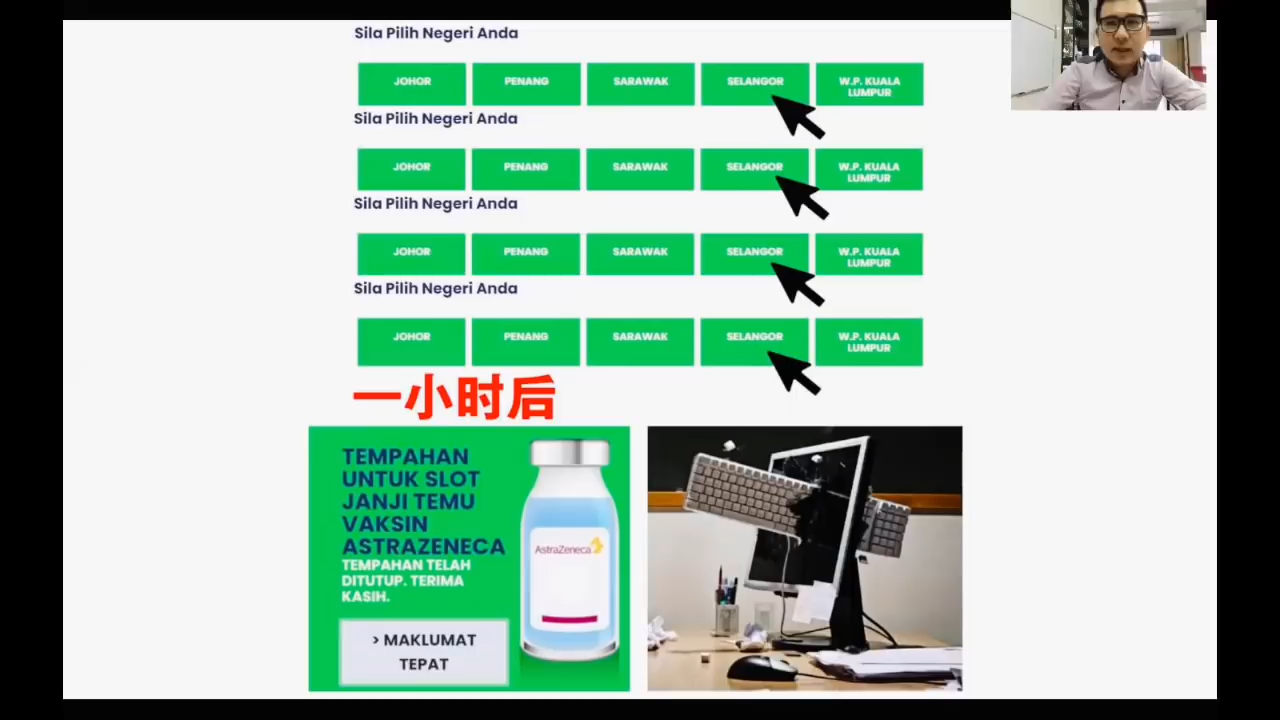 Sila Pilih Negeri Anda
JOHOR PENANG SARAWAK SELANGOR W.P. KUALA LUMPUR
Sila Pilih Negeri Anda
JOHOR PENANG SARAWAK SELANGOR W.P. KUALA LUMPUR
Sila Pilih Negeri Anda
JOHOR PENANG SARAWAK SELANGOR W.P. KUALA LUMPUR
Sila Pilih Negeri Anda
JOHOR PENANG SARAWAK SELANGOR W.P. KUALA LUMPUR
一小时后
TEMPAHAN
UNTUK SLOT
JANJI TEMU
VAKSIN
ASTRAZENECA
TEMPAHAN TELAH
DITUTUP. TERIMA
KASIH.
> MAKLUMAT
TEPAT
AstraZeneca